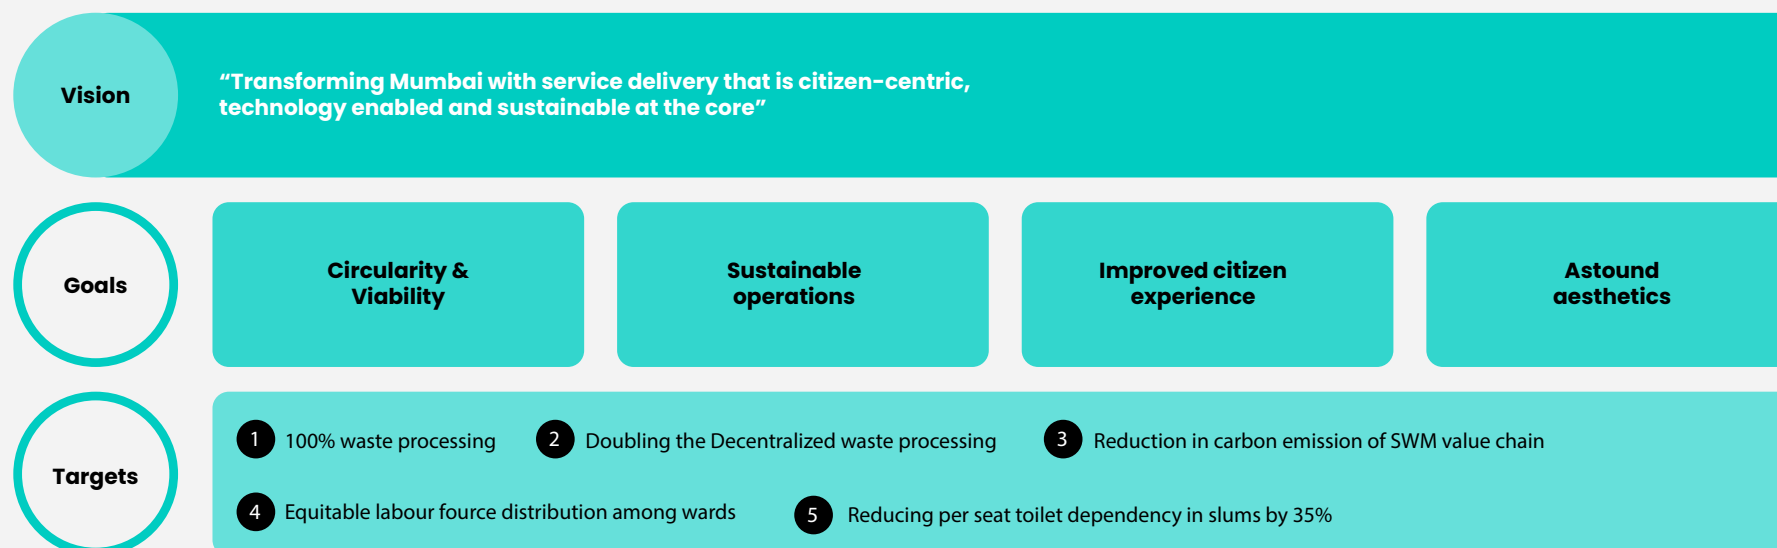 Vision
“Transforming Mumbai with service delivery that is citizen-centric,
technology enabled and sustainable at the core”
Goals
Circularity &
Viability
Sustainable
operations
Improved citizen
experience
Astound
aesthetics
Targets
1 100% waste processing
2 Doubling the Decentralized waste processing
3 Reduction in carbon emission of SWM value chain
4 Equitable labour fource distribution among wards
5 Reducing per seat toilet dependency in slums by 35%